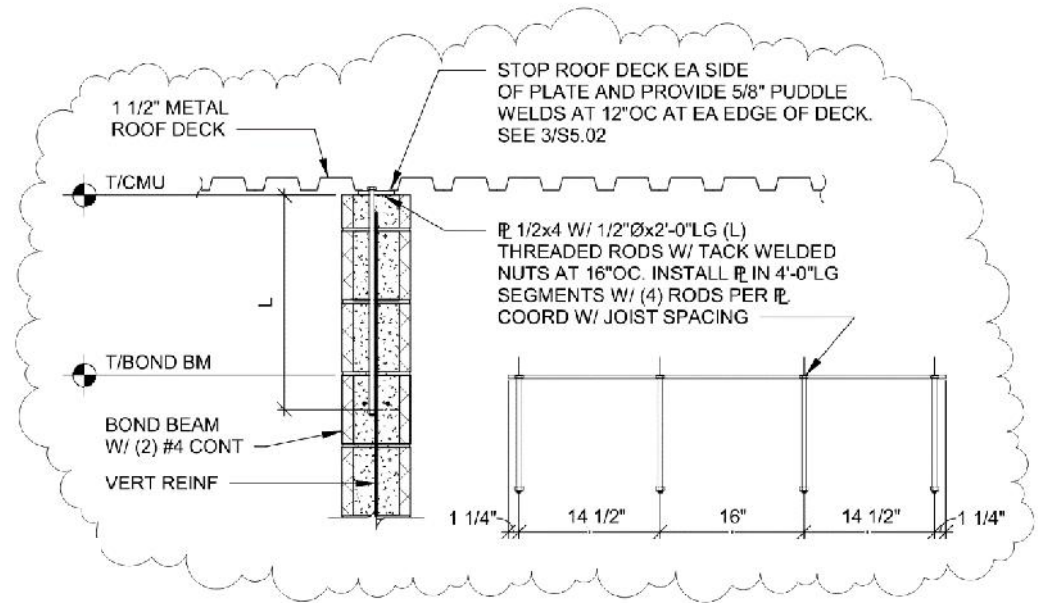 STOP ROOF DECK EA SIDE
OF PLATE AND PROVIDE 5/8" PUDDLE
WELDS AT 12"OC AT EA EDGE OF DECK.
SEE 3/S5.02
1 1/2" METAL
ROOF DECK
T/CMU
℄ 1/2x4 W/ 1/2"Øx2'-0"LG (L)
THREADED RODS W/ TACK WELDED
NUTS AT 16"OC. INSTALL ℄ IN 4'-0"LG
SEGMENTS W/ (4) RODS PER ℄
COORD W/ JOIST SPACING
L
T/BOND BM
BOND BEAM
W/ (2) #4 CONT
VERT REINF
1 1/4" 14 1/2" 16" 14 1/2" 1 1/4"